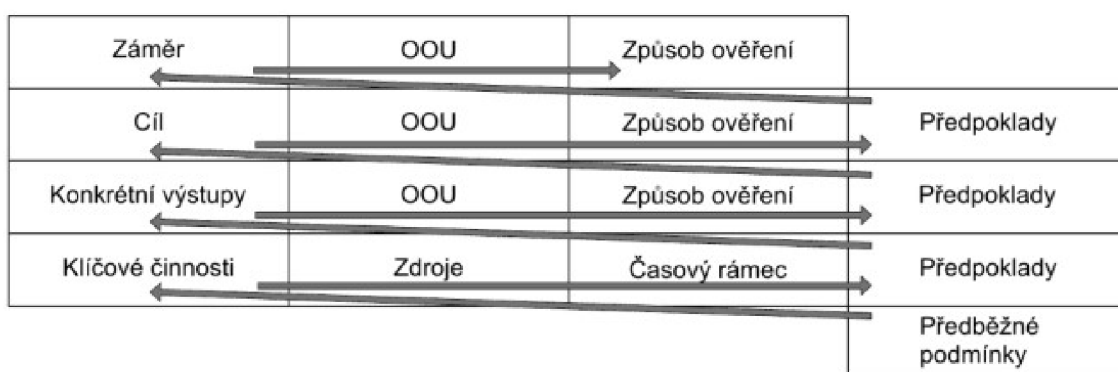 Záměr OOU Způsob ověření
Cíl OOU Způsob ověření Předpoklady
Konkrétní výstupy OOU Způsob ověření Předpoklady
Klíčové činnosti Zdroje Časový rámec Předpoklady
Předběžné
podmínky